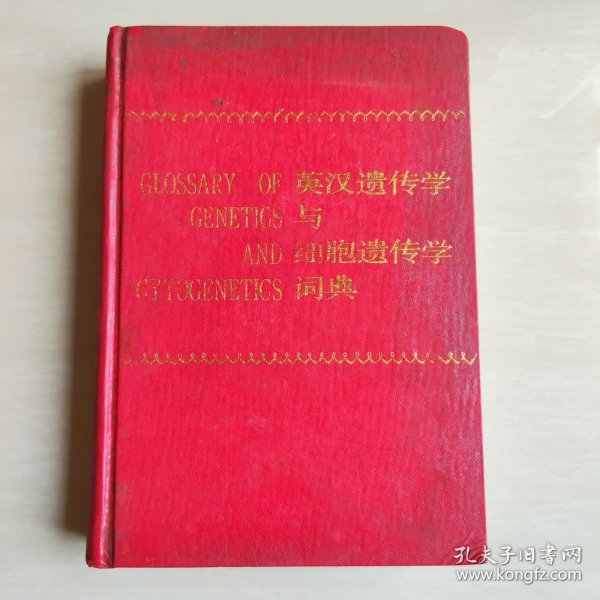 GLOSSARY OF 英汉遗传学
GENETICS 与
AND 细胞遗传学
CYTOGENETICS 词典
孔夫子旧书网
www.kongfz.com